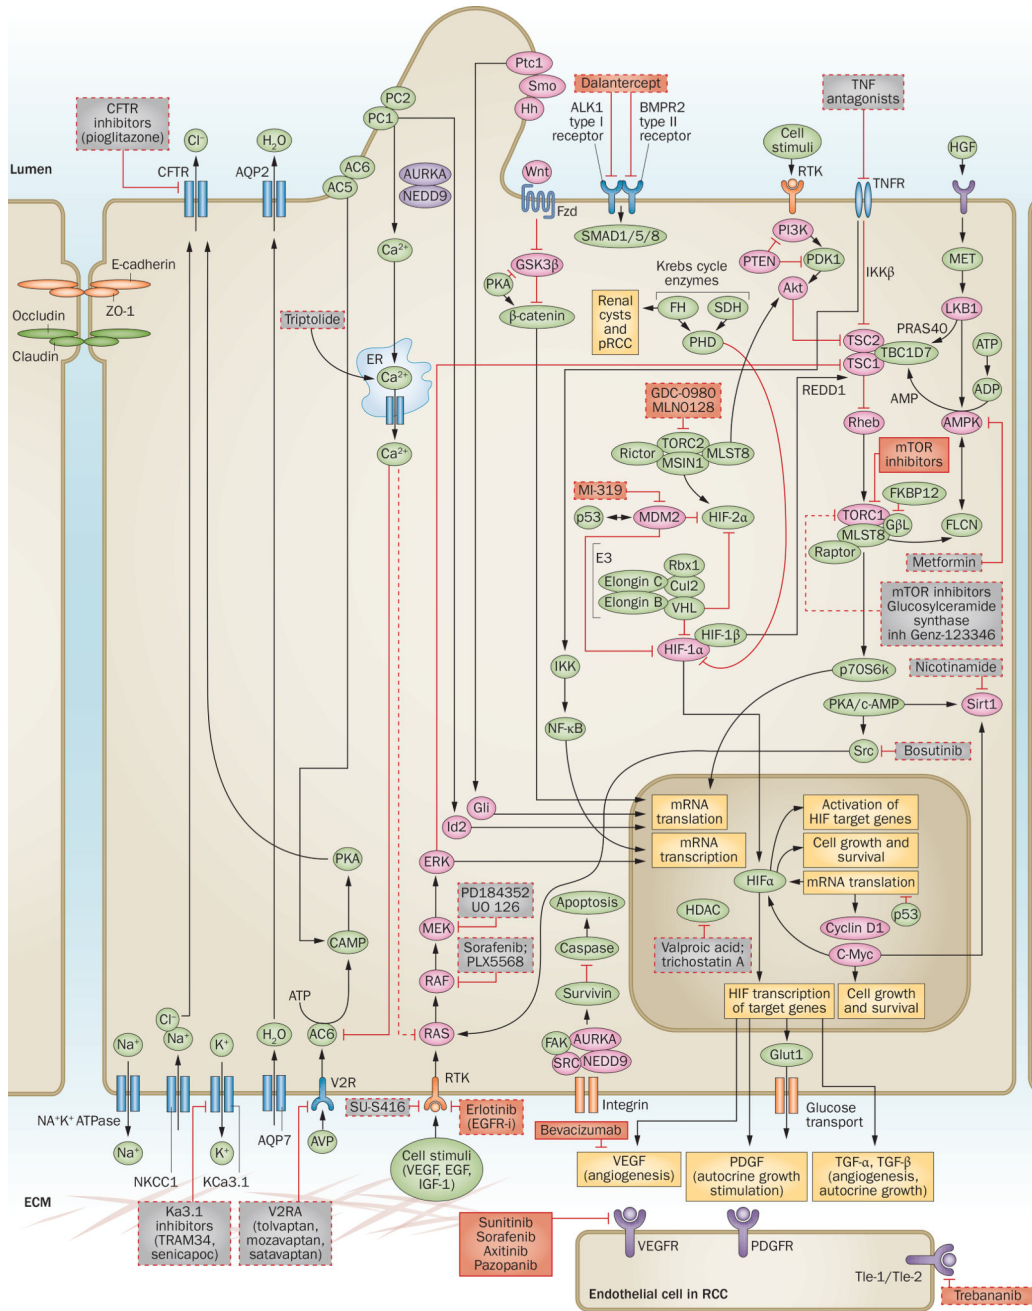 Ptc1
Smo
Hh
PC2
PC1
Dalantercept
TNF
antagonists
CFTR
inhibitors
(pioglitazone)
ALK1
type I
receptor
BMPR2
type II
receptor
Cell
stimuli
HGF
Cl⁻
H₂O
Lumen
CFTR
AQP2
AC6
AC5
AURKA
NEDD9
Wnt
Fzd
RTK
TNFR
SMAD1/5/8
PI3K
PTEN
PDK1
MET
Ca²⁺
GSK3β
PKA
β-catenin
Krebs cycle
enzymes
Akt
IKKβ
E-cadherin
ZO-1
Occludin
Claudin
Triptolide
ER
Ca²⁺
Renal
cysts and
pRCC
FH
SDH
PHD
LKB1
PRAS40
TSC2
TBC1D7
TSC1
ATP
ADP
REDD1
AMP
GDC-0980
MLN0128
Rheb
AMPK
Ca²⁺
Rictor
TORC2
MSIN1
MLST8
mTOR
inhibitors
FKBP12
MI-319
p53
MDM2
HIF-2α
TORC1
GβL
MLST8
Raptor
FLCN
Metformin
E3
Rbx1
Elongin C
Cul2
Elongin B
VHL
HIF-1β
HIF-1α
mTOR inhibitors
Glucosylceramide
synthase
inh Genz-123346
IKK
p70S6k
Nicotinamide
NF-κB
PKA/c-AMP
Sirt1
Src
Bosutinib
Gli
Id2
mRNA
translation
Activation of
HIF target genes
ERK
mRNA
transcription
Cell growth and
survival
PKA
HIFα
mRNA translation
PD184352
UO 126
Apoptosis
HDAC
p53
MEK
Cyclin D1
CAMP
Sorafenib;
PLX5568
Caspase
Valproic acid;
trichostatin A
C-Myc
RAF
ATP
Survivin
HIF transcription
of target genes
Cell growth
and survival
Cl⁻
Na⁺
Na⁺
K⁺
H₂O
AC6
RAS
FAK
AURKA
SRC
NEDD9
Glut1
V2R
RTK
NA⁺K⁺ ATPase
SU-S416
Erlotinib
(EGFR-i)
Integrin
Glucose
transport
AQP7
AVP
Bevacizumab
Na⁺
K⁺
NKCC1
KCa3.1
Cell stimuli
(VEGF, EGF,
IGF-1)
VEGF
(angiogenesis)
PDGF
(autocrine growth
stimulation)
TGF-α, TGF-β
(angiogenesis,
autocrine growth)
ECM
Ka3.1
inhibitors
(TRAM34,
senicapoc)
V2RA
(tolvaptan,
mozavaptan,
satavaptan)
Sunitinib
Sorafenib
Axitinib
Pazopanib
VEGFR
PDGFR
Tle-1/Tle-2
Endothelial cell in RCC
Trebananib